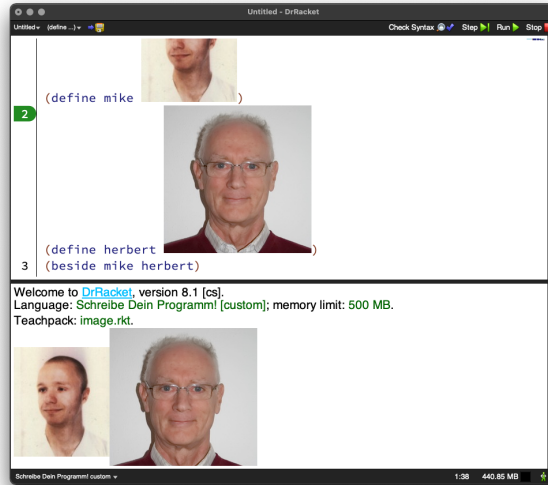 Untitled - DrRacket
Untitled (define ...) Check Syntax Step Run Stop
(define mike )
2
(define herbert )
3 (beside mike herbert)
Welcome to DrRacket, version 8.1 [cs].
Language: Schreibe Dein Programm! [custom]; memory limit: 500 MB.
Teachpack: image.rkt.
Schreibe Dein Programm! custom 1:38 440.85 MB